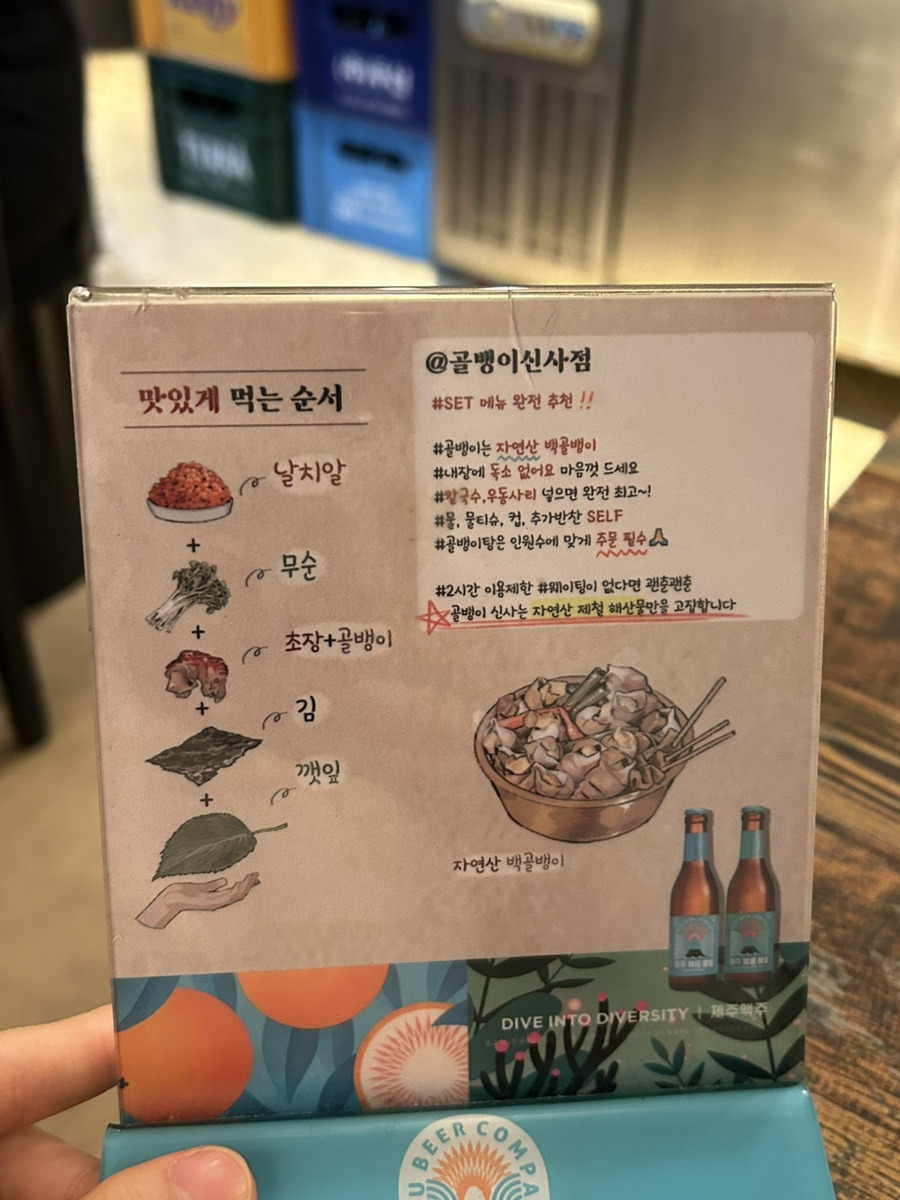 맛있게 먹는 순서
날치알
+
무순
+
초장+골뱅이
+
김
+
깻잎
@골뱅이신사점
#SET 메뉴 완전 추천!!
#골뱅이는 자연산 백골뱅이
#내장에 독소 없어요 마음껏 드세요
#칼국수,우동사리 넣으면 완전 최고~!
#물, 물티슈, 컵, 추가반찬 SELF
#골뱅이탕은 인원수에 맞게 주문 필수🙏
#2시간 이용제한 #웨이팅이 없다면 괜춘괜춘
골뱅이 신사는 자연산 제철 해산물만을 고집합니다
자연산 백골뱅이
DIVE INTO DIVERSITY | 제주맥주
U BEER COMPA